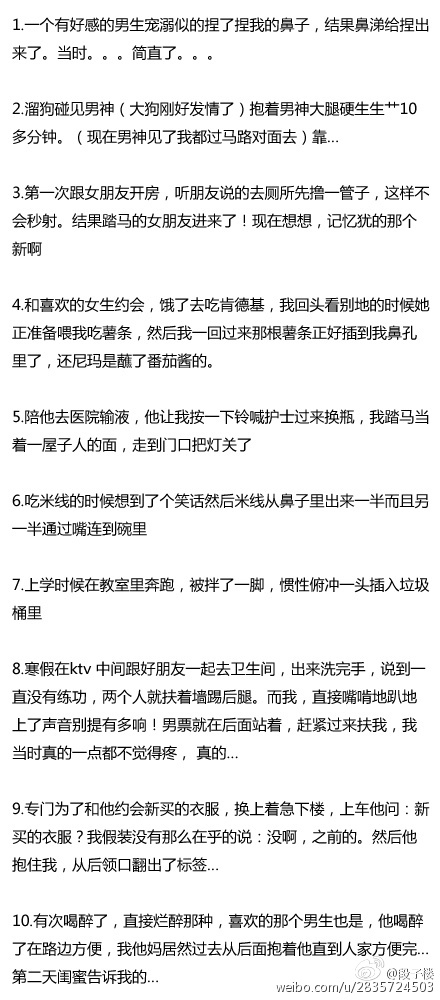 1.一个有好感的男生宠溺似的捏了捏我的鼻子，结果鼻涕给捏出
来了。当时。。。简直了。。。
2.溜狗碰见男神（大狗刚好发情了）抱着男神大腿硬生生艹10
多分钟。（现在男神见了我都过马路对面去）靠...
3.第一次跟女朋友开房，听朋友说的去厕所先撸一管子，这样不
会秒射。结果踏马的女朋友进来了！现在想想，记忆犹的那个
新啊
4.和喜欢的女生约会，饿了去吃肯德基，我回头看别地的时候她
正准备喂我吃薯条，然后我一回过来那根薯条正好插到我鼻孔
里了，还尼玛是蘸了番茄酱的。
5.陪他去医院输液，他让我按一下铃喊护士过来换瓶，我踏马当
着一屋子人的面，走到门口把灯关了
6.吃米线的时候想到了个笑话然后米线从鼻子里出来一半而且另
一半通过嘴连到碗里
7.上学时候在教室里奔跑，被拌了一脚，惯性俯冲一头插入垃圾
桶里
8.寒假在ktv 中间跟好朋友一起去卫生间，出来洗完手，说到一
直没有练功，两个人就扶着墙踢后腿。而我，直接嘴啃地趴地
上了声音别提有多响！男票就在后面站着，赶紧过来扶我，我
当时真的一点都不觉得疼， 真的...
9.专门为了和他约会新买的衣服，换上着急下楼，上车他问：新
买的衣服？我假装没有那么在乎的说：没啊，之前的。然后他
抱住我，从后领口翻出了标签...
10.有次喝醉了，直接烂醉那种，喜欢的那个男生也是，他喝醉
了在路边方便，我他妈居然过去从后面抱着他直到人家方便完...
第二天闺蜜告诉我的...
@段子楼
weibo.com/u/2835724503